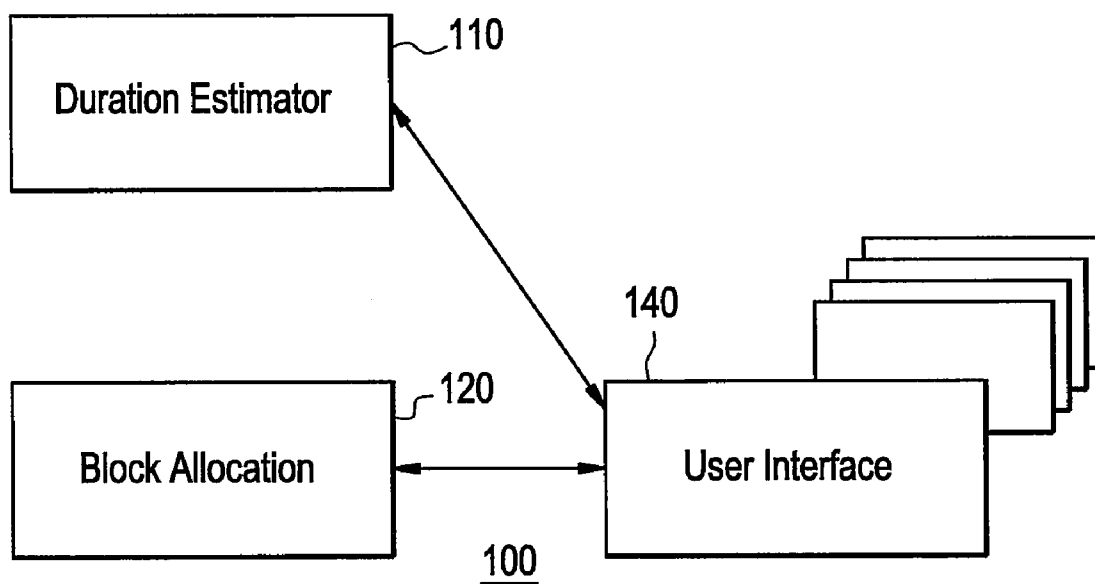 110
Duration Estimator
140
120
Block Allocation
User Interface
100